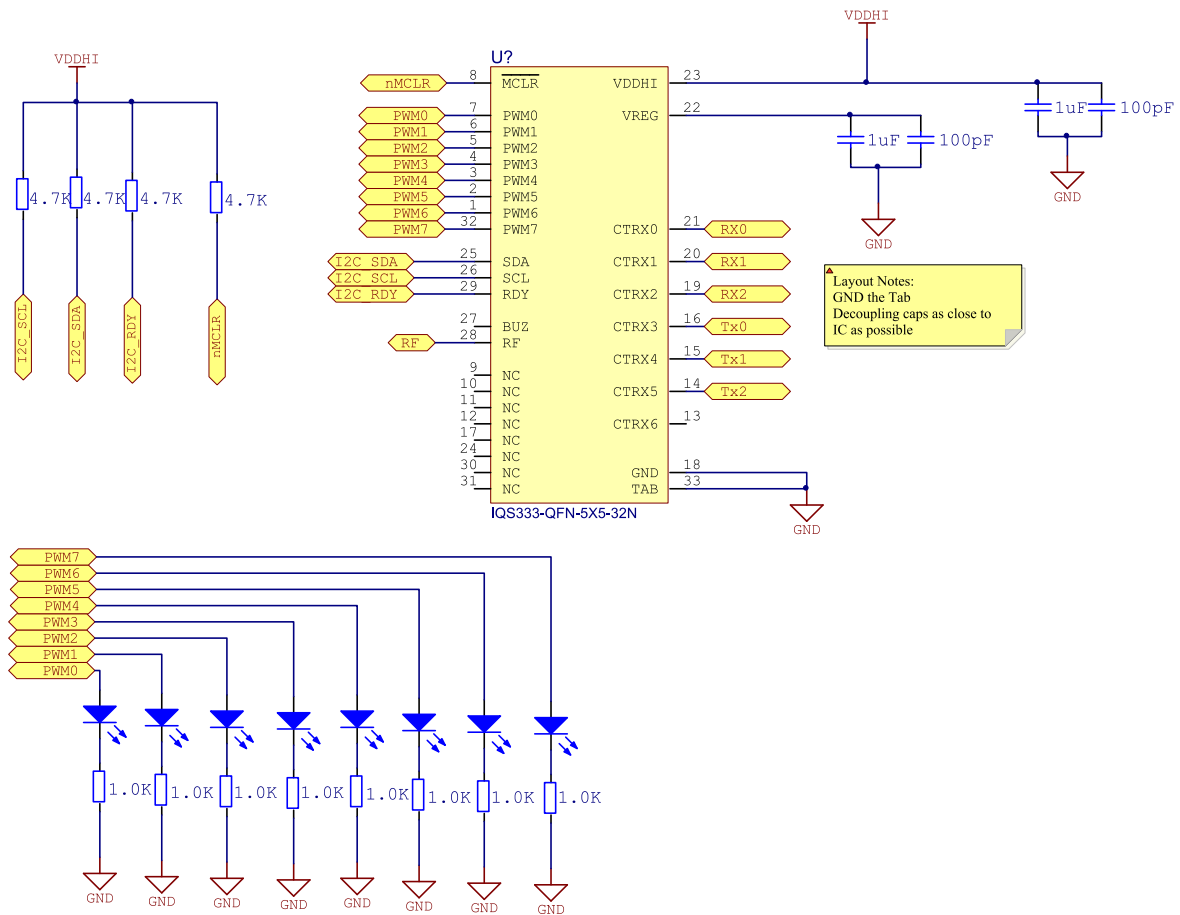 VDDHI
4.7K
4.7K
4.7K
4.7K
I2C_SCL
I2C_SDA
I2C_RDY
nMCLR
U?
nMCLR 8 MCLR
PWM0 7 PWM0
PWM1 6 PWM1
PWM2 5 PWM2
PWM3 4 PWM3
PWM4 3 PWM4
PWM5 2 PWM5
PWM6 1 PWM6
PWM7 32 PWM7
I2C_SDA 25 SDA
I2C_SCL 26 SCL
I2C_RDY 29 RDY
27 BUZ
RF 28 RF
9 NC
10 NC
11 NC
12 NC
17 NC
24 NC
30 NC
31 NC
VDDHI 23
VREG 22
CTRX0 21 RX0
CTRX1 20 RX1
CTRX2 19 RX2
CTRX3 16 Tx0
CTRX4 15 Tx1
CTRX5 14 Tx2
CTRX6 13
GND 18
TAB 33
GND
IQS333-QFN-5X5-32N
VDDHI
1uF 100pF
GND
1uF 100pF
GND
Layout Notes:
GND the Tab
Decoupling caps as close to
IC as possible
PWM7
PWM6
PWM5
PWM4
PWM3
PWM2
PWM1
PWM0
1.0K 1.0K 1.0K 1.0K 1.0K 1.0K 1.0K 1.0K
GND GND GND GND GND GND GND GND